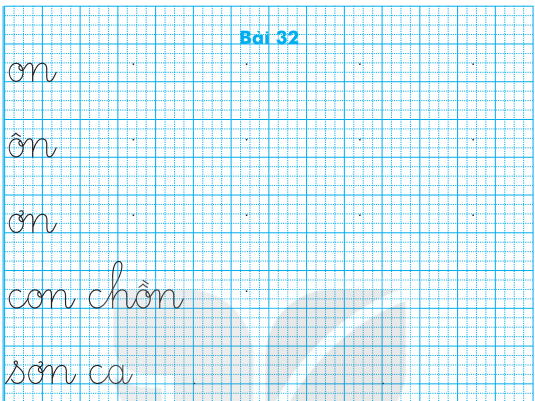 Bài 32
on
ôn
ơn
con chồn
sơn ca